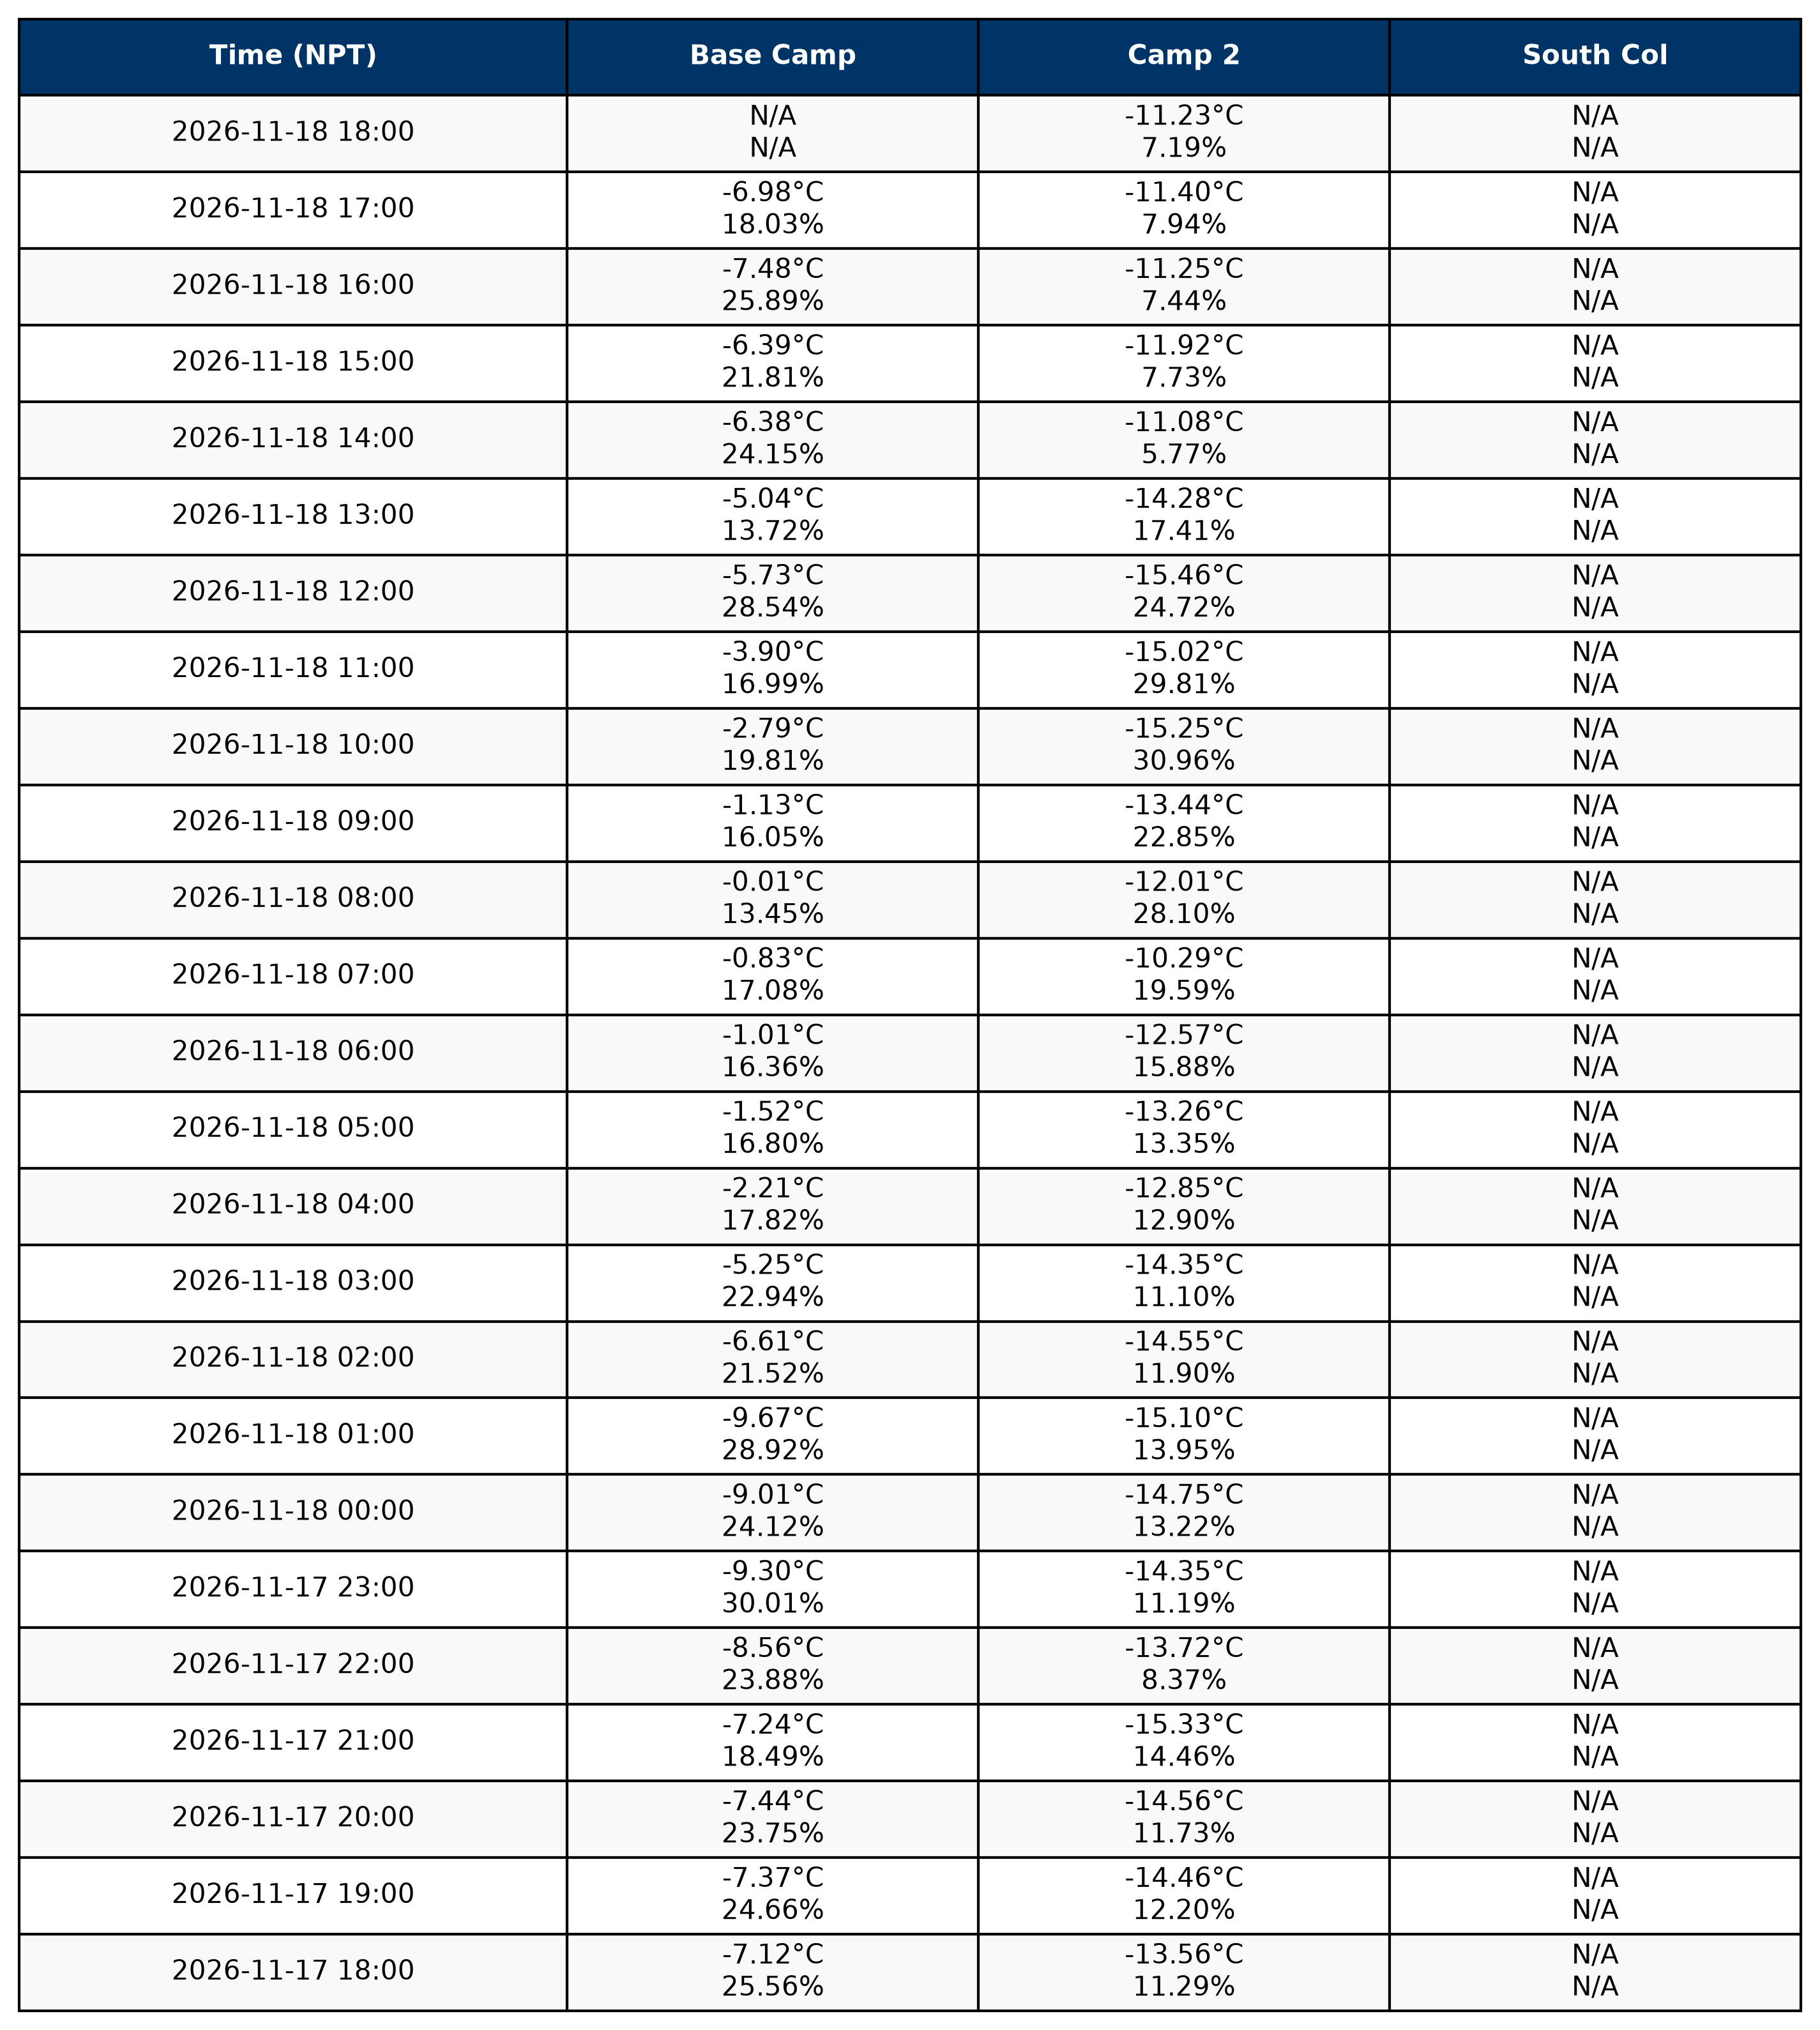 Time (NPT) Base Camp Camp 2 South Col
2026-11-18 18:00 N/A -11.23°C N/A
N/A 7.19% N/A
2026-11-18 17:00 -6.98°C -11.40°C N/A
18.03% 7.94% N/A
2026-11-18 16:00 -7.48°C -11.25°C N/A
25.89% 7.44% N/A
2026-11-18 15:00 -6.39°C -11.92°C N/A
21.81% 7.73% N/A
2026-11-18 14:00 -6.38°C -11.08°C N/A
24.15% 5.77% N/A
2026-11-18 13:00 -5.04°C -14.28°C N/A
13.72% 17.41% N/A
2026-11-18 12:00 -5.73°C -15.46°C N/A
28.54% 24.72% N/A
2026-11-18 11:00 -3.90°C -15.02°C N/A
16.99% 29.81% N/A
2026-11-18 10:00 -2.79°C -15.25°C N/A
19.81% 30.96% N/A
2026-11-18 09:00 -1.13°C -13.44°C N/A
16.05% 22.85% N/A
2026-11-18 08:00 -0.01°C -12.01°C N/A
13.45% 28.10% N/A
2026-11-18 07:00 -0.83°C -10.29°C N/A
17.08% 19.59% N/A
2026-11-18 06:00 -1.01°C -12.57°C N/A
16.36% 15.88% N/A
2026-11-18 05:00 -1.52°C -13.26°C N/A
16.80% 13.35% N/A
2026-11-18 04:00 -2.21°C -12.85°C N/A
17.82% 12.90% N/A
2026-11-18 03:00 -5.25°C -14.35°C N/A
22.94% 11.10% N/A
2026-11-18 02:00 -6.61°C -14.55°C N/A
21.52% 11.90% N/A
2026-11-18 01:00 -9.67°C -15.10°C N/A
28.92% 13.95% N/A
2026-11-18 00:00 -9.01°C -14.75°C N/A
24.12% 13.22% N/A
2026-11-17 23:00 -9.30°C -14.35°C N/A
30.01% 11.19% N/A
2026-11-17 22:00 -8.56°C -13.72°C N/A
23.88% 8.37% N/A
2026-11-17 21:00 -7.24°C -15.33°C N/A
18.49% 14.46% N/A
2026-11-17 20:00 -7.44°C -14.56°C N/A
23.75% 11.73% N/A
2026-11-17 19:00 -7.37°C -14.46°C N/A
24.66% 12.20% N/A
2026-11-17 18:00 -7.12°C -13.56°C N/A
25.56% 11.29% N/A